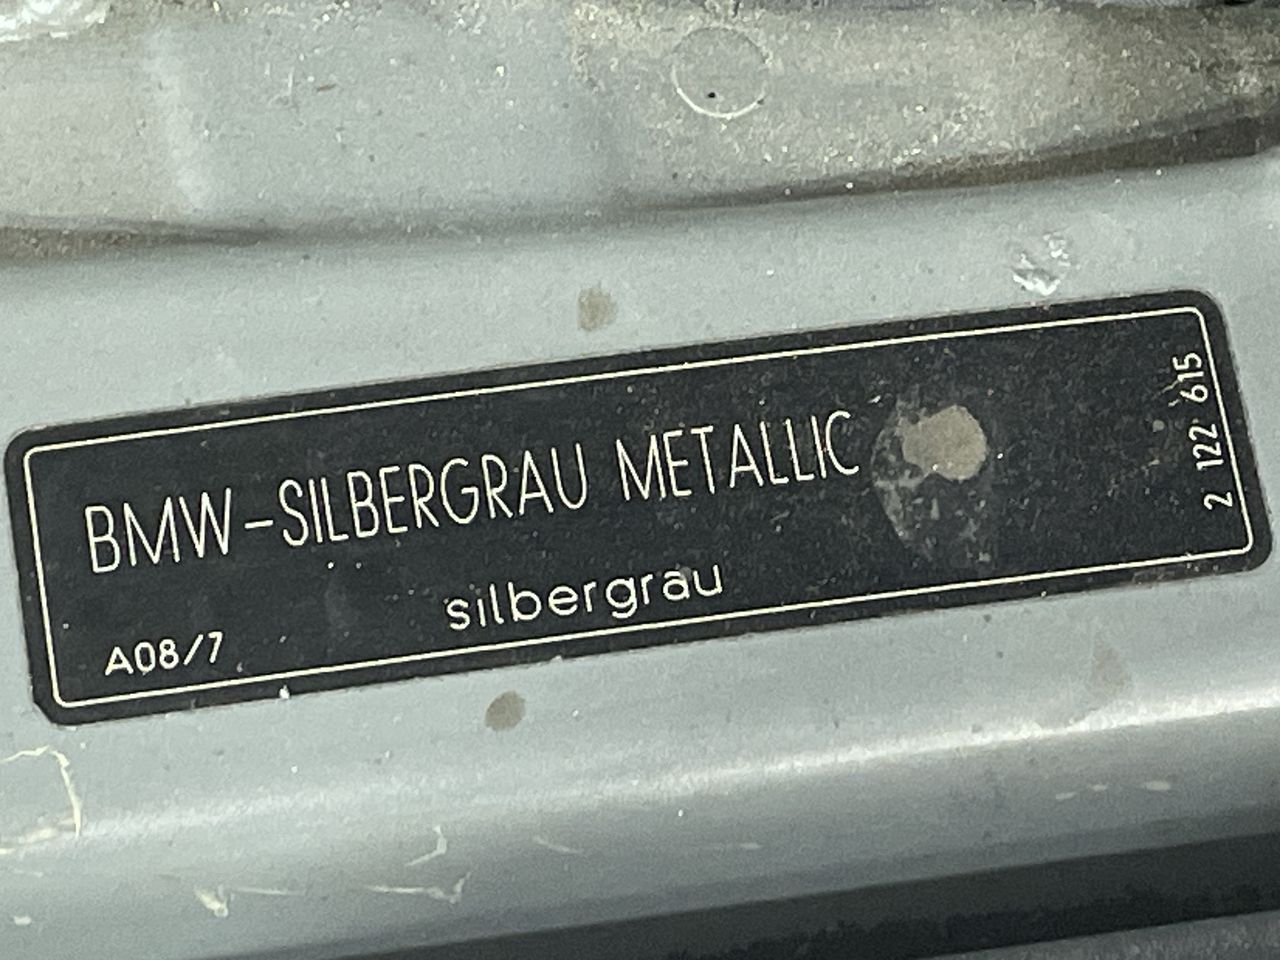 BMW-SILBERGRAU METALLIC
silbergrau
A08/7
2 122 615